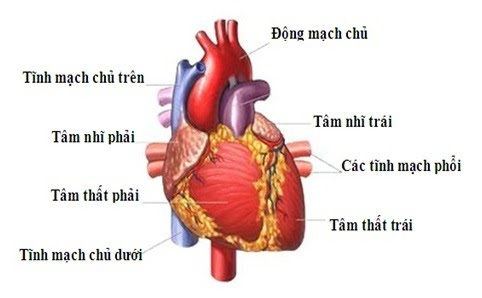 Động mạch chủ
Tĩnh mạch chủ trên
Tâm nhĩ trái
Tâm nhĩ phải
Các tĩnh mạch phổi
Tâm thất phải
Tâm thất trái
Tĩnh mạch chủ dưới